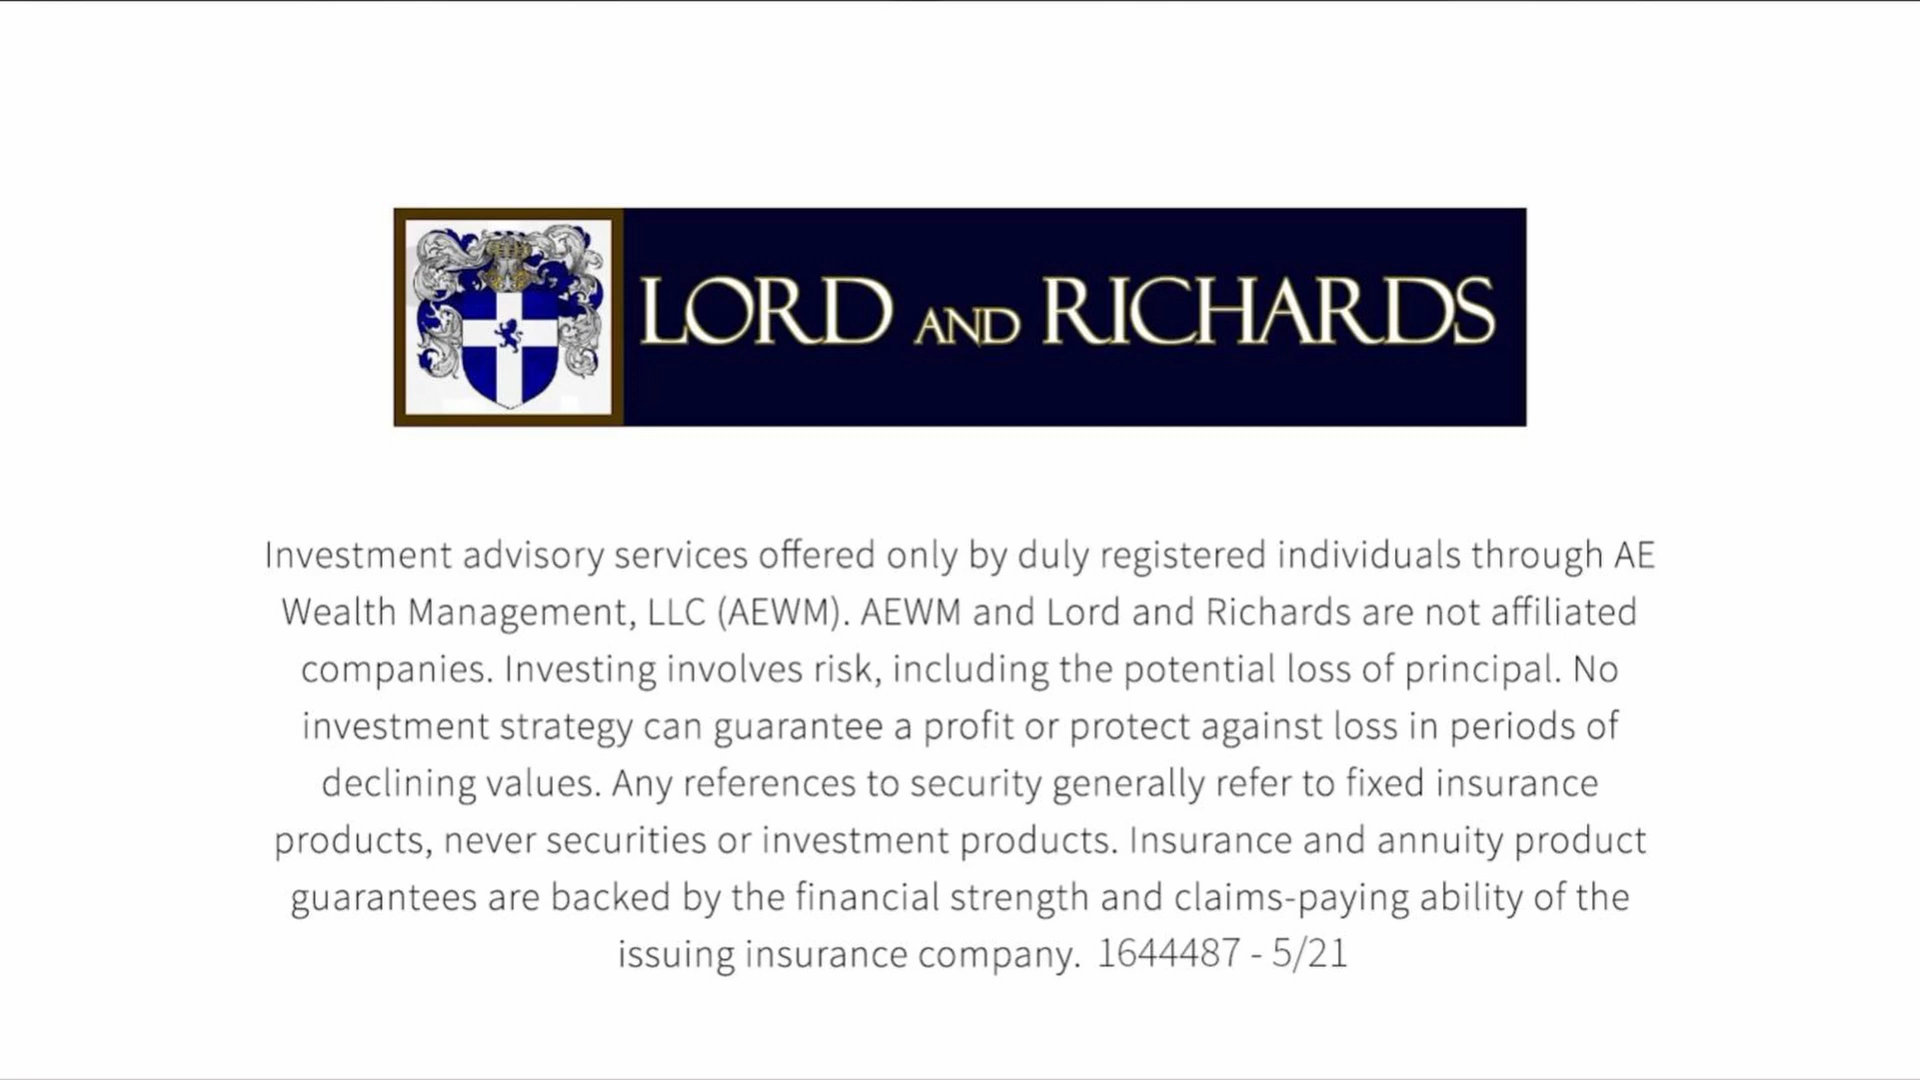 LORD AND RICHARDS
Investment advisory services offered only by duly registered individuals through AE
Wealth Management, LLC (AEWM). AEWM and Lord and Richards are not affiliated
companies. Investing involves risk, including the potential loss of principal. No
investment strategy can guarantee a profit or protect against loss in periods of
declining values. Any references to security generally refer to fixed insurance
products, never securities or investment products. Insurance and annuity product
guarantees are backed by the financial strength and claims-paying ability of the
issuing insurance company. 1644487 - 5/21